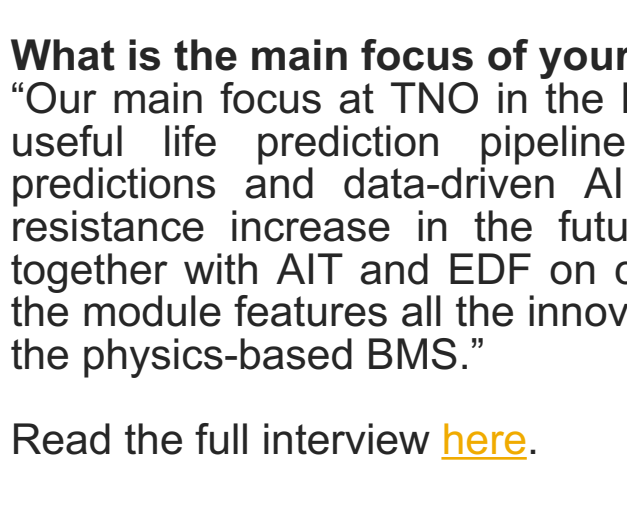 What is the main focus of your
“Our main focus at TNO in the
useful life prediction pipeline
predictions and data-driven AI
resistance increase in the
together with AIT and EDF on
the module features all the
the physics-based BMS.”
Read the full interview here.